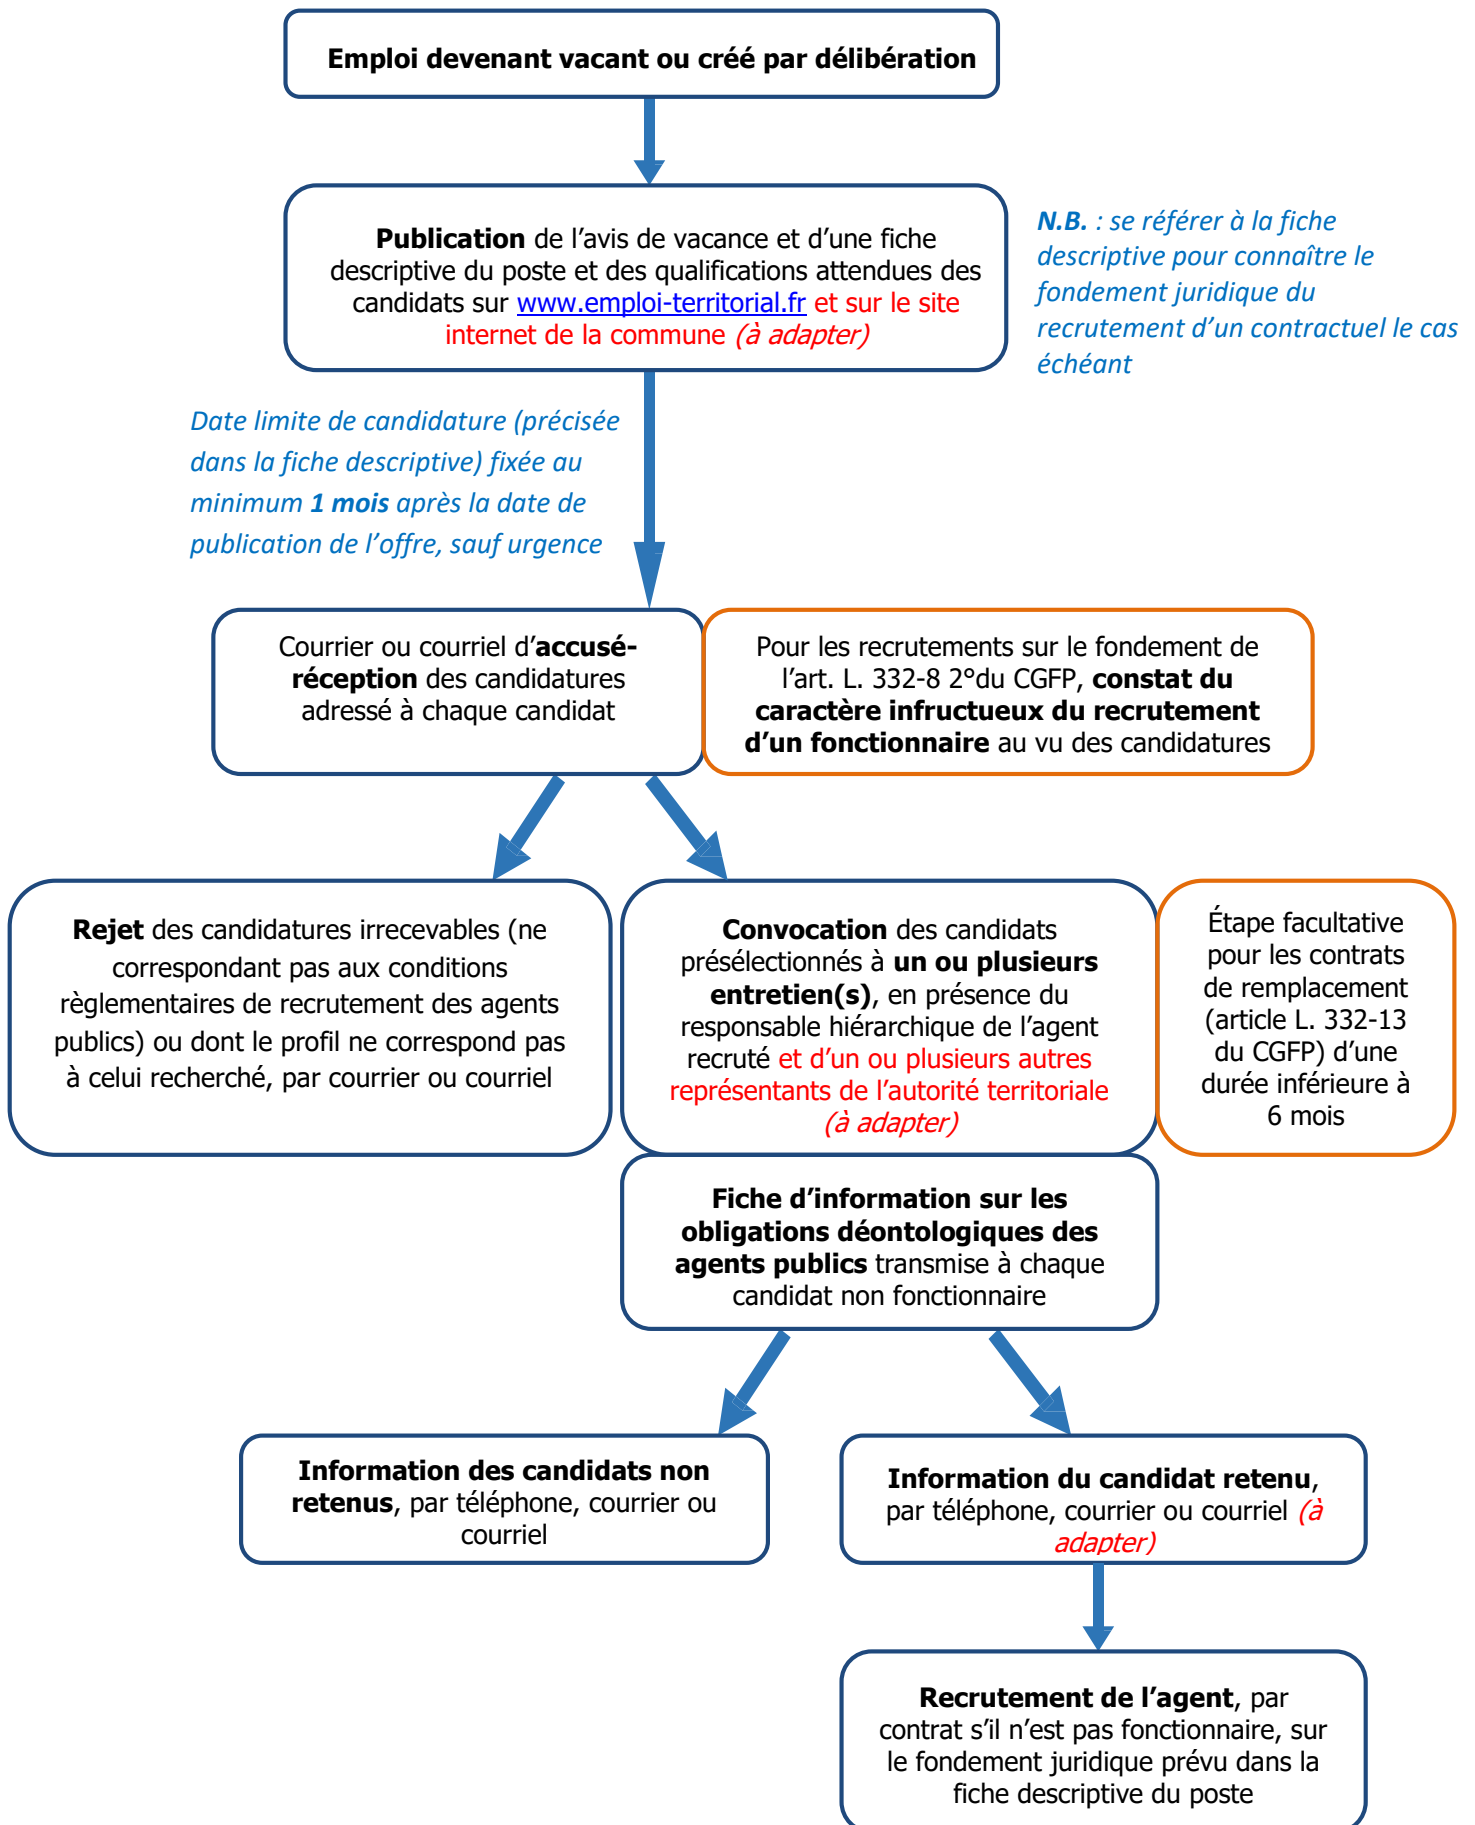 Emploi devenant vacant ou créé par délibération
Publication de l’avis de vacance et d’une fiche
descriptive du poste et des qualifications attendues des
candidats sur www.emploi-territorial.fr et sur le site
internet de la commune (à adapter)
N.B. : se référer à la fiche
descriptive pour connaître le
fondement juridique du
recrutement d’un contractuel le cas
échéant
Date limite de candidature (précisée
dans la fiche descriptive) fixée au
minimum 1 mois après la date de
publication de l’offre, sauf urgence
Courrier ou courriel d’accusé-
réception des candidatures
adressé à chaque candidat
Pour les recrutements sur le fondement de
l’art. L. 332-8 2°du CGFP, constat du
caractère infructueux du recrutement
d’un fonctionnaire au vu des candidatures
Rejet des candidatures irrecevables (ne
correspondant pas aux conditions
règlementaires de recrutement des agents
publics) ou dont le profil ne correspond pas
à celui recherché, par courrier ou courriel
Convocation des candidats
présélectionnés à un ou plusieurs
entretien(s), en présence du
responsable hiérarchique de l’agent
recruté et d’un ou plusieurs autres
représentants de l’autorité territoriale
(à adapter)
Étape facultative
pour les contrats
de remplacement
(article L. 332-13
du CGFP) d’une
durée inférieure à
6 mois
Fiche d’information sur les
obligations déontologiques des
agents publics transmise à chaque
candidat non fonctionnaire
Information des candidats non
retenus, par téléphone, courrier ou
courriel
Information du candidat retenu,
par téléphone, courrier ou courriel (à
adapter)
Recrutement de l’agent, par
contrat s’il n’est pas fonctionnaire, sur
le fondement juridique prévu dans la
fiche descriptive du poste